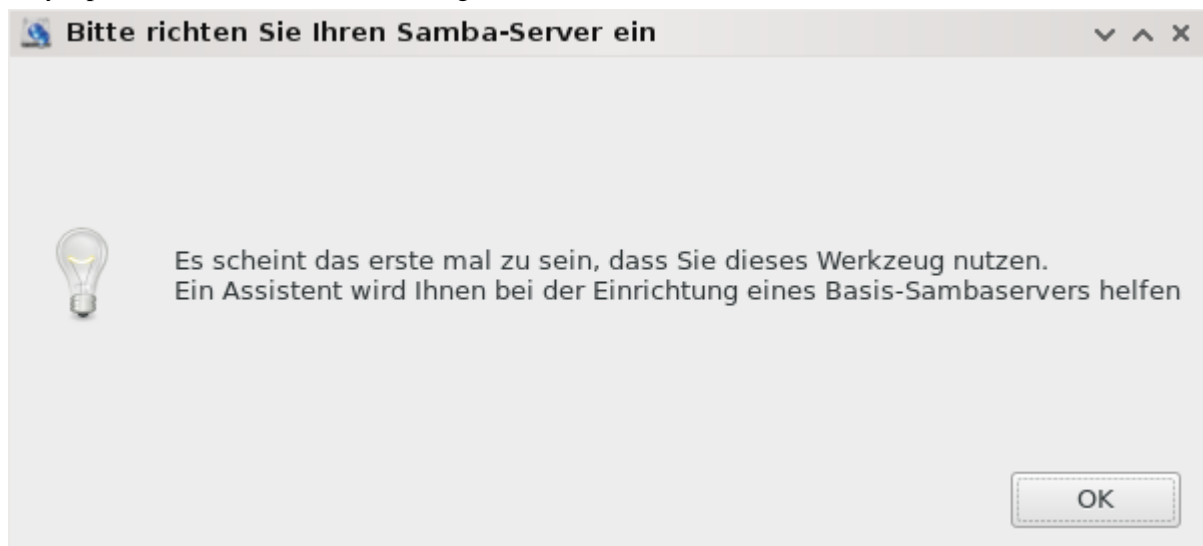 Bitte richten Sie Ihren Samba-Server ein
Es scheint das erste mal zu sein, dass Sie dieses Werkzeug nutzen.
Ein Assistent wird Ihnen bei der Einrichtung eines Basis-Sambaservers helfen
OK